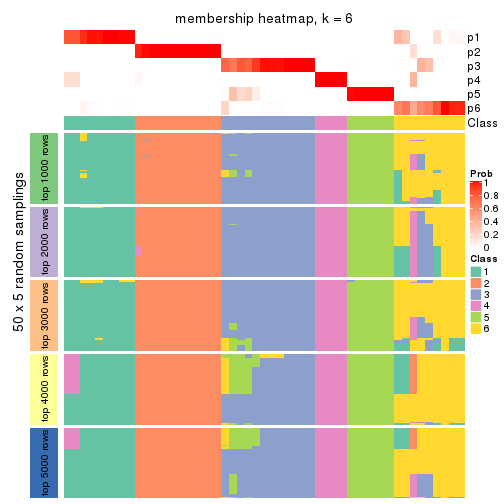 membership heatmap, k = 6
p1
p2
p3
p4
p5
p6
Class
50 x 5 random samplings
top 1000 rows
top 2000 rows
top 3000 rows
top 4000 rows
top 5000 rows
Prob
1
0.8
0.6
0.4
0.2
0
Class
1
2
3
4
5
6